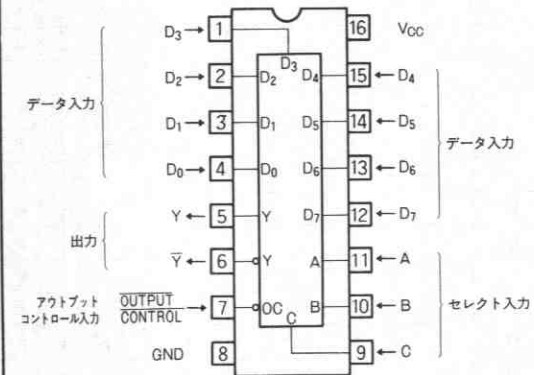 D₃ 1 16 VCC
D₃
D₂ 2 D₂ D₄ 15 D₄
データ入力
D₁ 3 D₁ D₅ 14 D₅
データ入力
D₀ 4 D₀ D₆ 13 D₆
Y 5 Y D₇ 12 D₇
出力
Y̅ 6 Y A 11 A
アウトプット
コントロール入力
OUTPUT
CONTROL
7 OC B 10 B
セレクト入力
C
GND 8 9 C